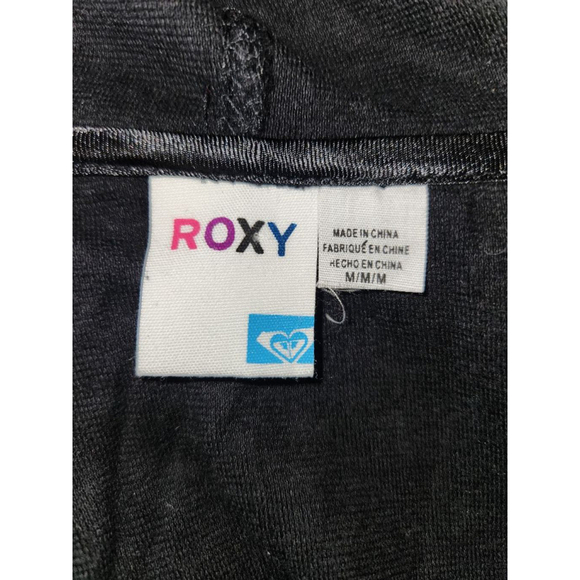 ROXY
MADE IN CHINA
FABRIQUÉ EN CHINE
HECHO EN CHINA
M/M/M